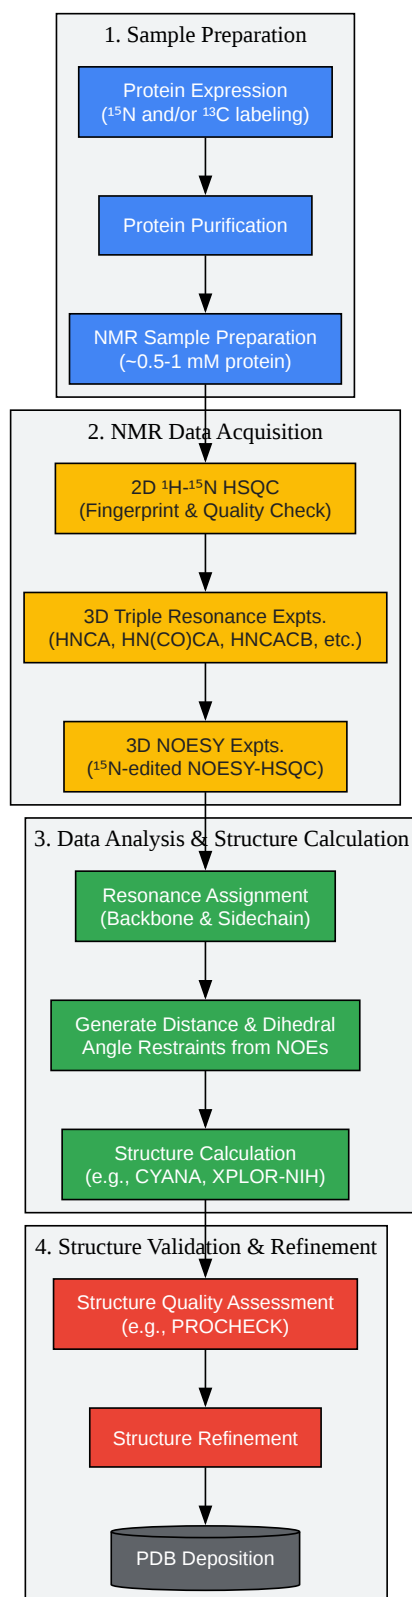 1. Sample Preparation
Protein Expression
(¹⁵N and/or ¹³C labeling)
Protein Purification
NMR Sample Preparation
(~0.5-1 mM protein)
2. NMR Data Acquisition
2D ¹H-¹⁵N HSQC
(Fingerprint & Quality Check)
3D Triple Resonance Expts.
(HNCA, HN(CO)CA, HNCACB, etc.)
3D NOESY Expts.
(¹⁵N-edited NOESY-HSQC)
3. Data Analysis & Structure Calculation
Resonance Assignment
(Backbone & Sidechain)
Generate Distance & Dihedral
Angle Restraints from NOEs
Structure Calculation
(e.g., CYANA, XPLOR-NIH)
4. Structure Validation & Refinement
Structure Quality Assessment
(e.g., PROCHECK)
Structure Refinement
PDB Deposition